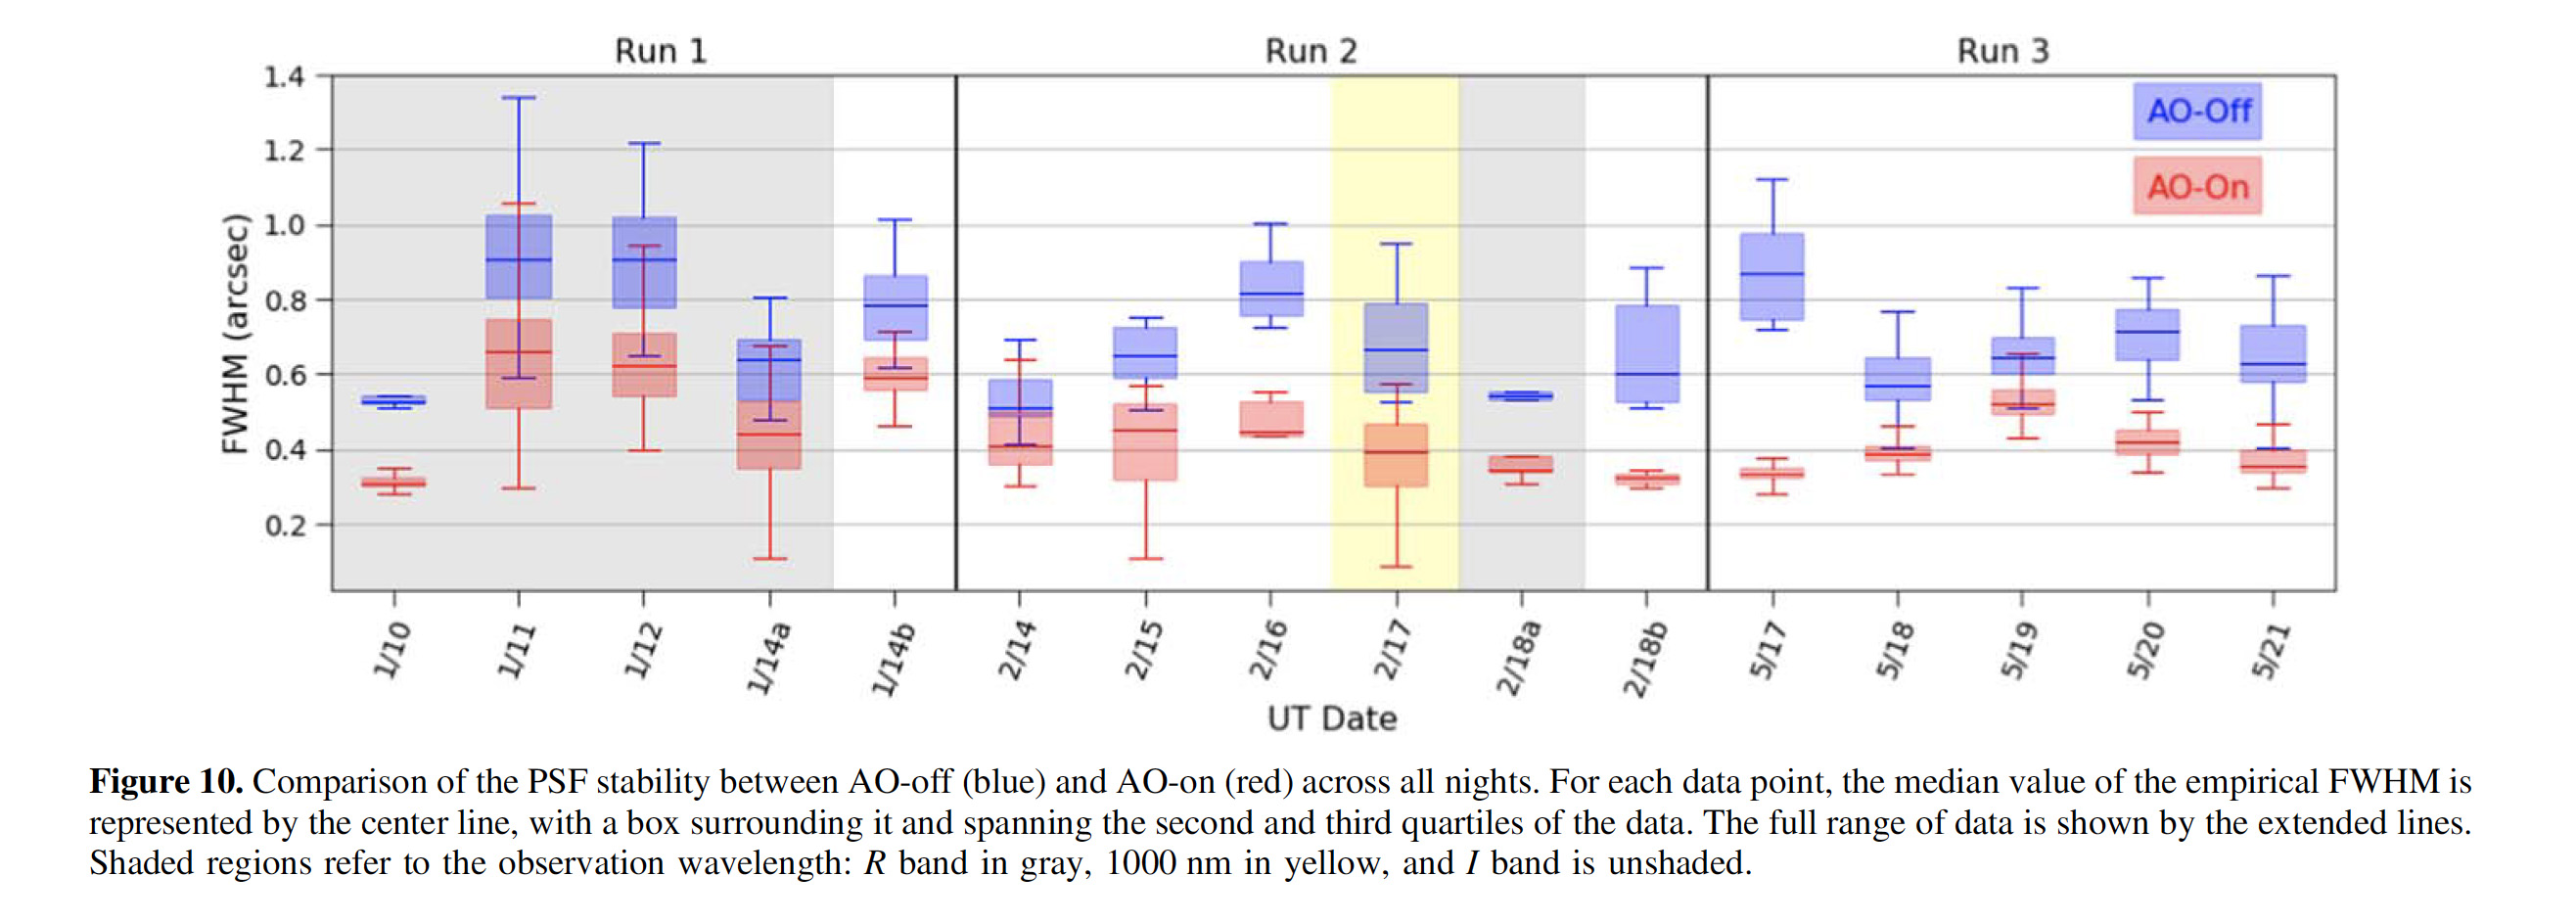 Run 1
Run 2
Run 3
1.4
1.2
1.0
0.8
0.6
0.4
0.2
FWHM (arcsec)
AO-Off
AO-On
1/10
1/11
1/12
1/14a
1/14b
2/14
2/15
2/16
2/17
2/18a
2/18b
5/17
5/18
5/19
5/20
5/21
UT Date
Figure 10. Comparison of the PSF stability between AO-off (blue) and AO-on (red) across all nights. For each data point, the median value of the empirical FWHM is
represented by the center line, with a box surrounding it and spanning the second and third quartiles of the data. The full range of data is shown by the extended lines.
Shaded regions refer to the observation wavelength: R band in gray, 1000 nm in yellow, and I band is unshaded.